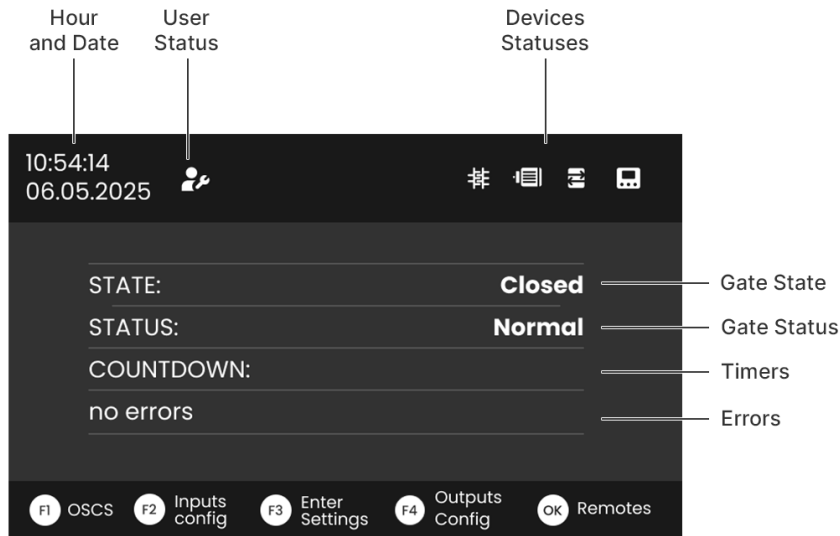 Hour
and Date
User
Status
Devices
Statuses
10:54:14
06.05.2025
STATE: Closed
Gate State
STATUS: Normal
Gate Status
COUNTDOWN:
Timers
no errors
Errors
F1 OSCS
F2 Inputs
config
F3 Enter
Settings
F4 Outputs
Config
OK Remotes